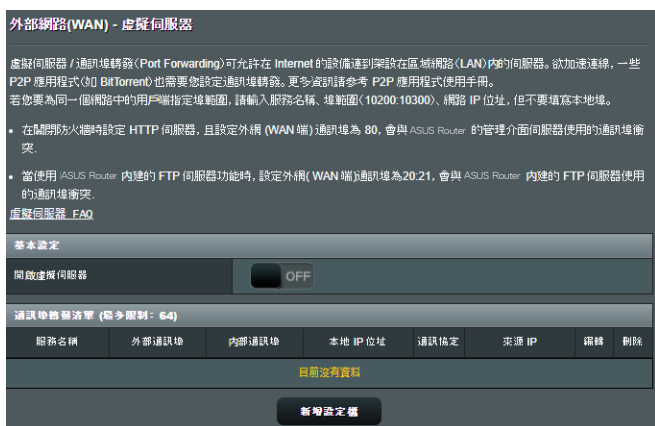 外部網路(WAN) - 虛擬伺服器
虛擬伺服器 / 通訊埠轉發(Port Forwarding)可允許在 Internet 的設備連到架設在區域網路(LAN)內的伺服器。欲加速連線, 一些
P2P 應用程式(如 BitTorrent)也需要您設定通訊埠轉發。更多資訊請參考 P2P 應用程式使用手冊。
若您要為同一個網路中的用戶端指定埠範圍, 請輸入服務名稱、埠範圍(10200:10300)、網路 IP 位址, 但不要填寫本地埠。
• 在關閉防火牆時設定 HTTP 伺服器, 且設定外網 (WAN 端) 通訊埠為 80, 會與 ASUS Router 的管理介面伺服器使用的通訊埠衝
突.
• 當使用 ASUS Router 內建的 FTP 伺服器功能時, 設定外網( WAN 端)通訊埠為20:21, 會與 ASUS Router 內建的 FTP 伺服器使用
的通訊埠衝突.
虛擬伺服器 FAQ
基本設定
開啟虛擬伺服器 OFF
通訊埠轉發清單 (最多限制: 64)
服務名稱 外部通訊埠 內部通訊埠 本地 IP 位址 通訊協定 來源 IP 編輯 刪除
目前沒有資料
新增設定檔